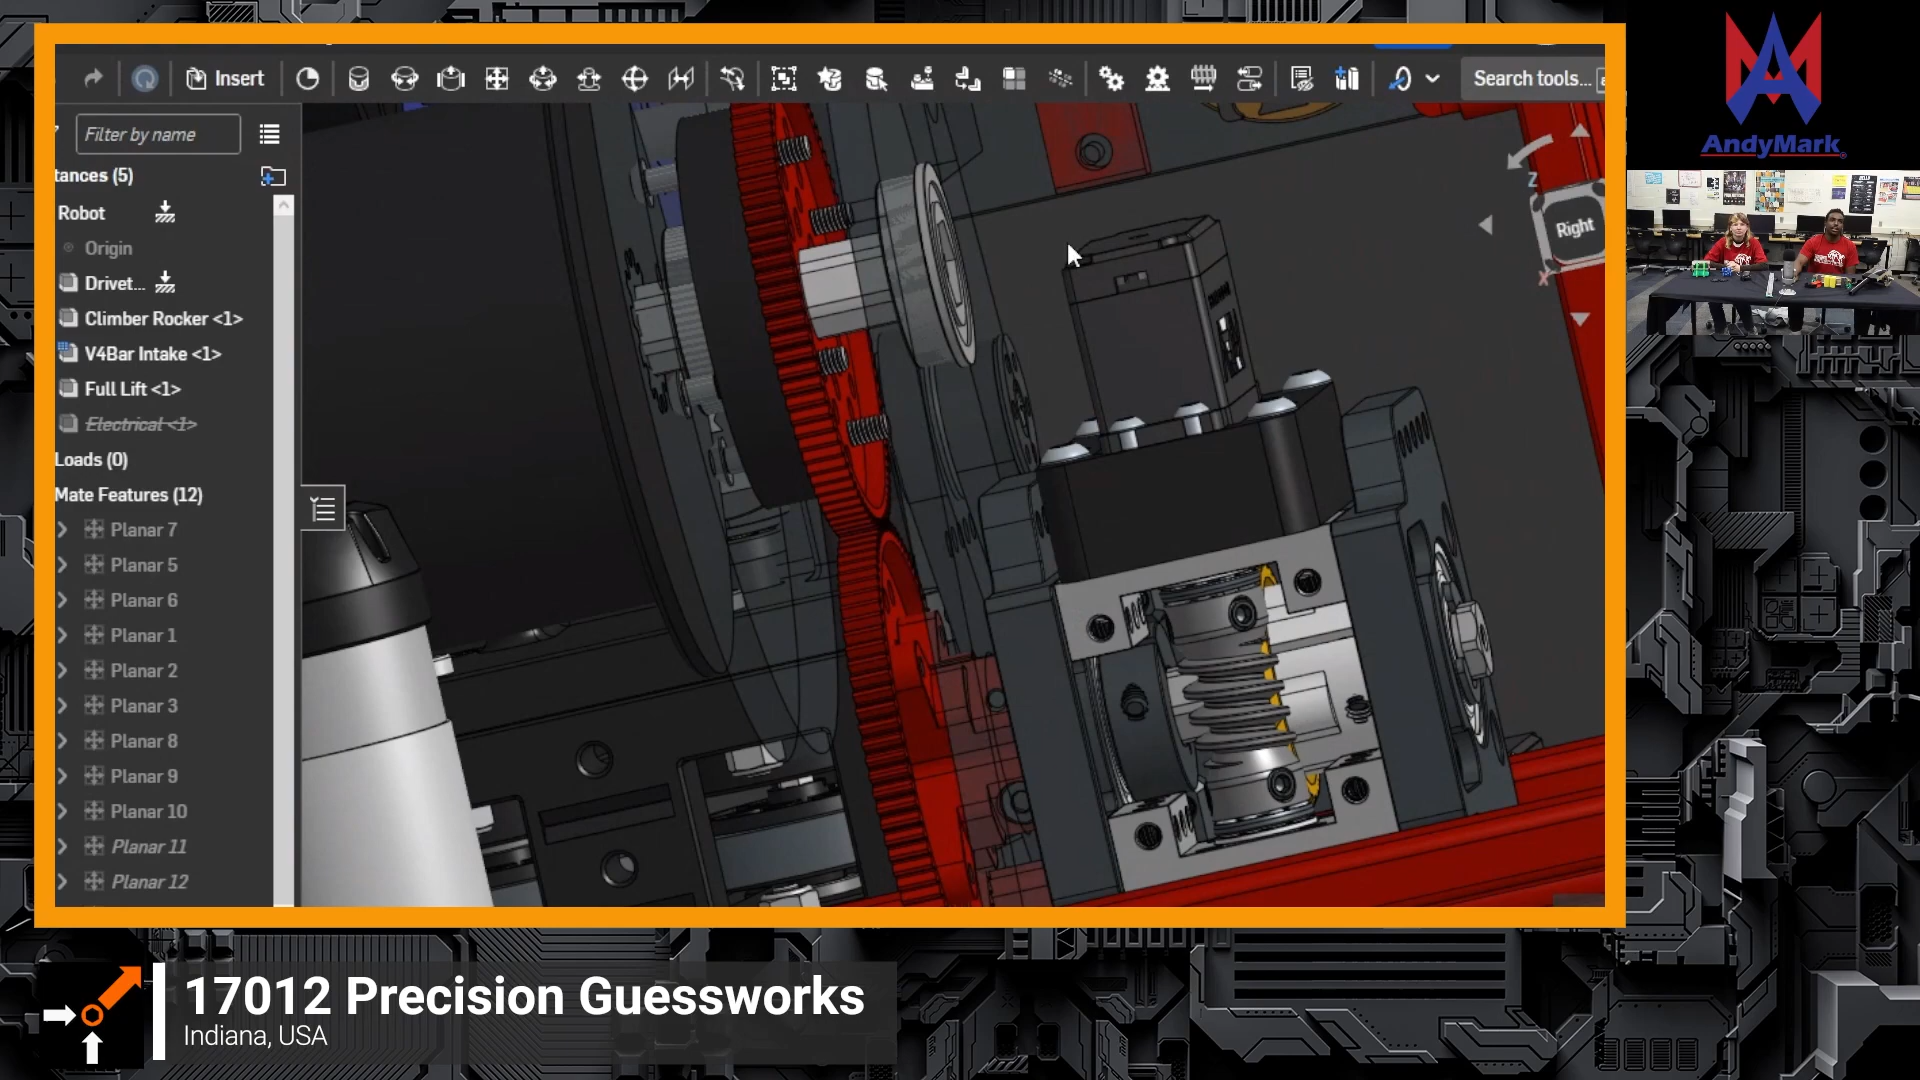 Insert
Search tools...
Filter by name
tances (5)
Robot
Origin
Drivet...
Climber Rocker <1>
V4Bar Intake <1>
Full Lift <1>
Electrical <1>
Loads (0)
Mate Features (12)
Planar 7
Planar 5
Planar 6
Planar 1
Planar 2
Planar 3
Planar 8
Planar 9
Planar 10
Planar 11
Planar 12
Z
Right
X
AndyMark
17012 Precision Guessworks
Indiana, USA